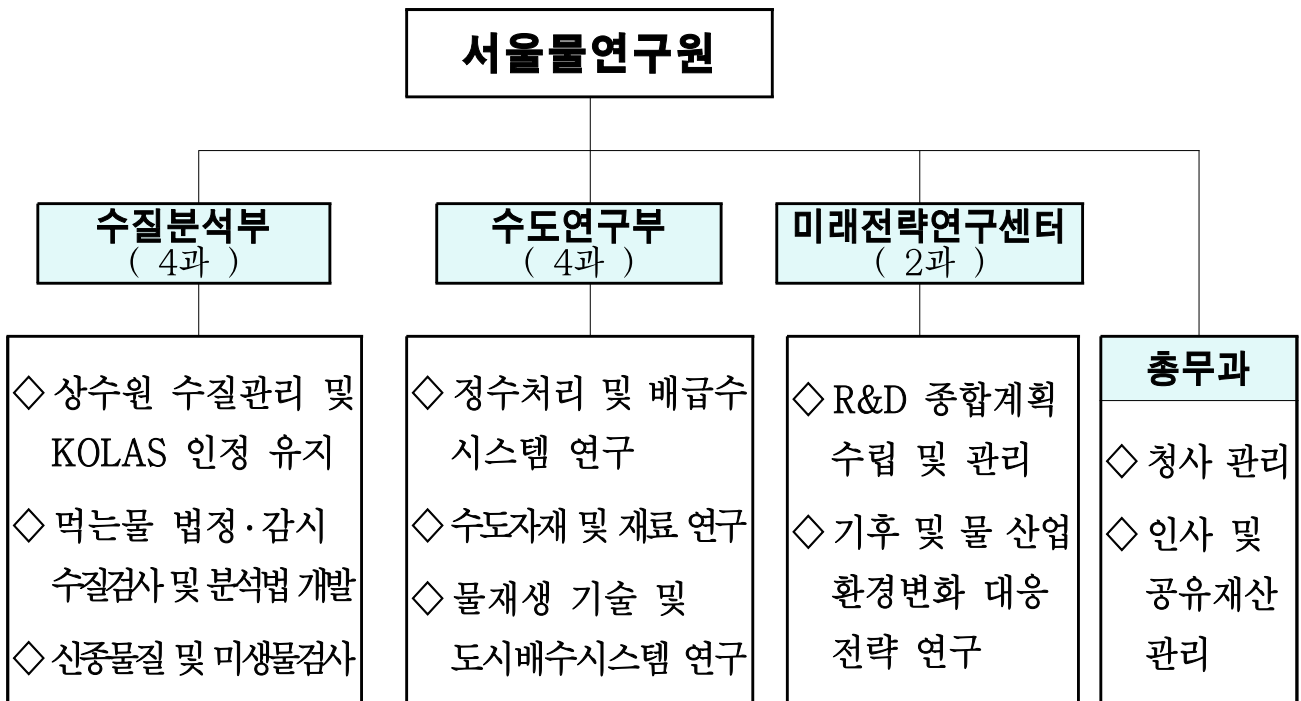 서울물연구원
수질분석부
( 4과 )
수도연구부
( 4과 )
미래전략연구센터
( 2과 )
◇ 상수원 수질관리 및
KOLAS 인정 유지
◇ 먹는물 법정·감시
수질검사 및 분석법 개발
◇ 신종물질 및 미생물검사
◇ 정수처리 및 배급수
시스템 연구
◇ 수도자재 및 재료 연구
◇ 물재생 기술 및
도시배수시스템 연구
◇ R&D 종합계획
수립 및 관리
◇ 기후 및 물 산업
환경변화 대응
전략 연구
총무과
◇ 청사 관리
◇ 인사 및
공유재산
관리